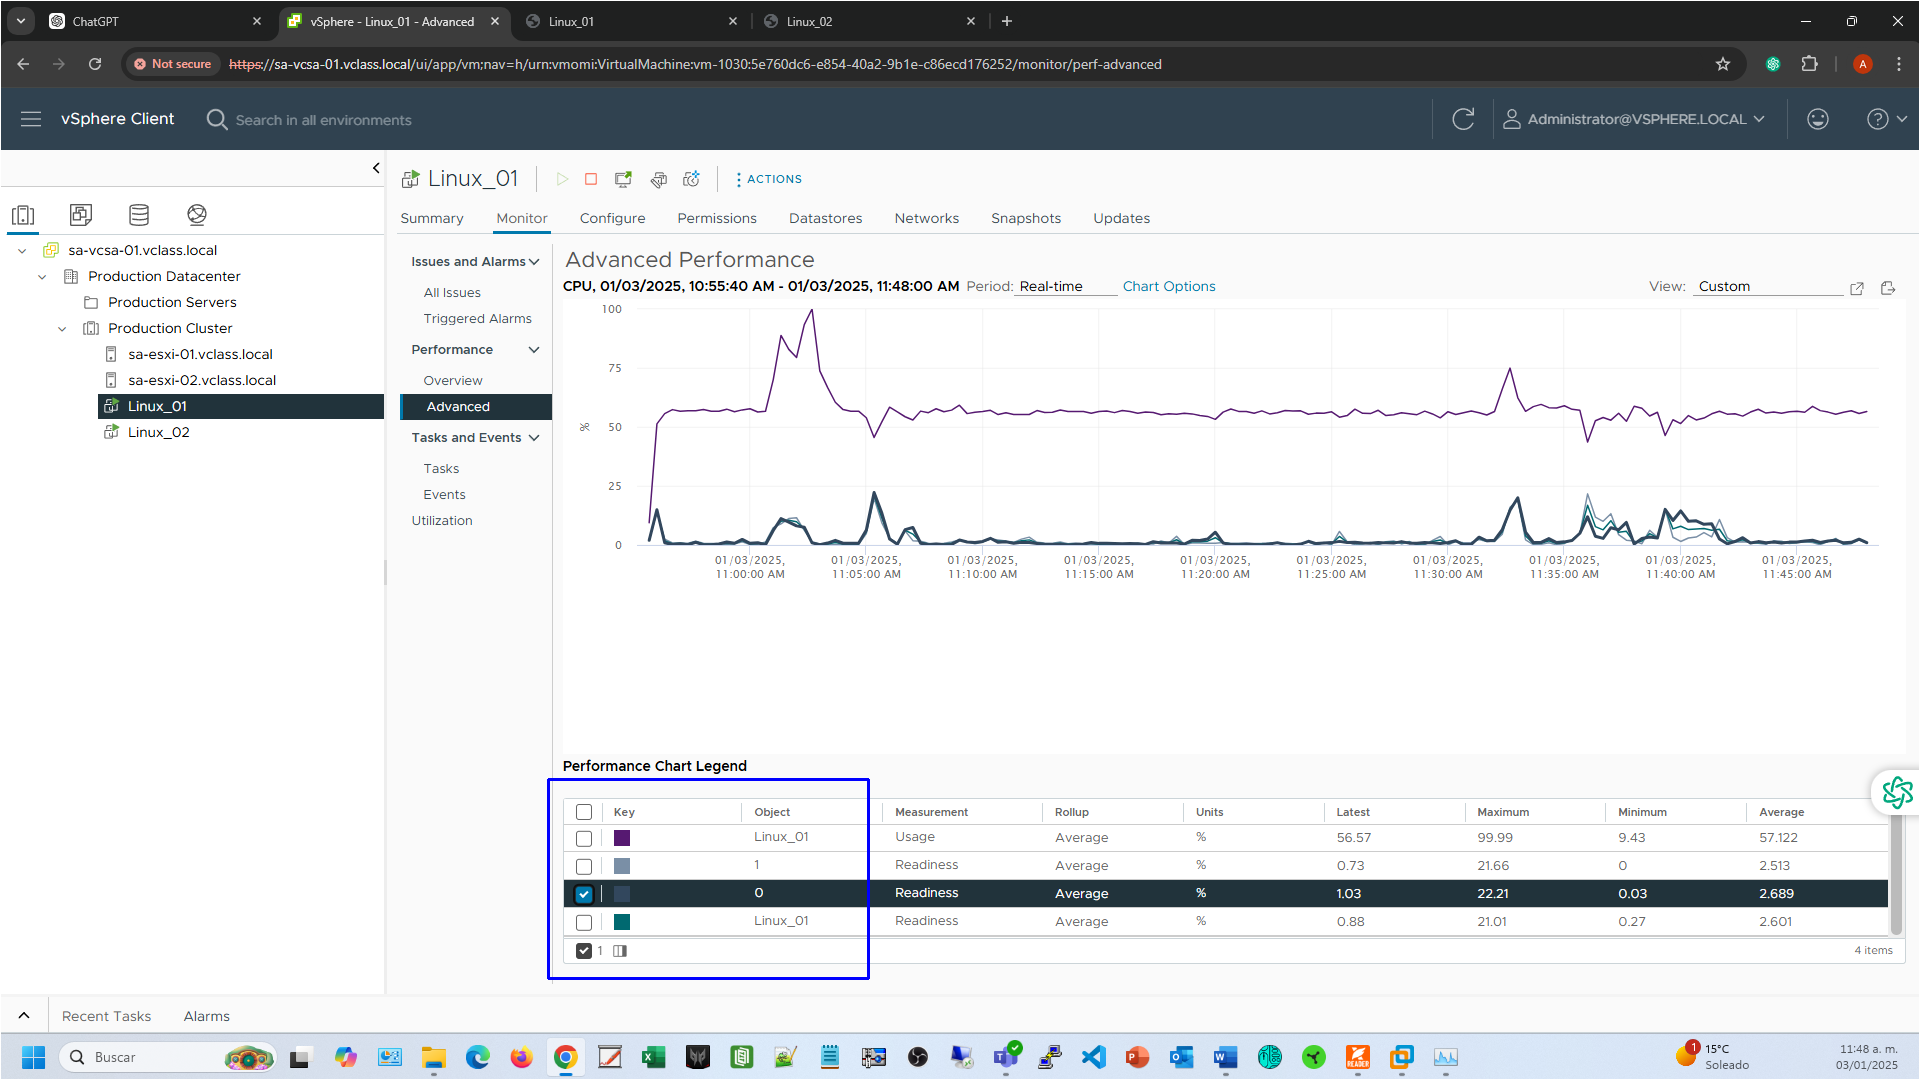 ChatGPT
vSphere - Linux_01 - Advanced
Linux_01
Linux_02
Not secure
https://sa-vcsa-01.vclass.local/ui/app/vm;nav=h/urn:vmomi:VirtualMachine:vm-1030:5e760dc6-e854-40a2-9b1e-c86ecd176252/monitor/perf-advanced
A
vSphere Client
Search in all environments
Administrator@VSPHERE.LOCAL
sa-vcsa-01.vclass.local
Production Datacenter
Production Servers
Production Cluster
sa-esxi-01.vclass.local
sa-esxi-02.vclass.local
Linux_01
Linux_02
Linux_01
ACTIONS
Summary Monitor Configure Permissions Datastores Networks Snapshots Updates
Issues and Alarms
All Issues
Triggered Alarms
Performance
Overview
Advanced
Tasks and Events
Tasks
Events
Utilization
Advanced Performance
CPU, 01/03/2025, 10:55:40 AM - 01/03/2025, 11:48:00 AM Period: Real-time Chart Options View: Custom
100
75
%
50
25
0
01/03/2025, 01/03/2025, 01/03/2025, 01/03/2025, 01/03/2025, 01/03/2025, 01/03/2025, 01/03/2025, 01/03/2025, 01/03/2025,
11:00:00 AM 11:05:00 AM 11:10:00 AM 11:15:00 AM 11:20:00 AM 11:25:00 AM 11:30:00 AM 11:35:00 AM 11:40:00 AM 11:45:00 AM
Performance Chart Legend
Key Object Measurement Rollup Units Latest Maximum Minimum Average
Linux_01 Usage Average % 56.57 99.99 9.43 57.122
1 Readiness Average % 0.73 21.66 0 2.513
0 Readiness Average % 1.03 22.21 0.03 2.689
Linux_01 Readiness Average % 0.88 21.01 0.27 2.601
1
4 items
Recent Tasks Alarms
Buscar
READER
1
15°C
Soleado
11:48 a. m.
03/01/2025